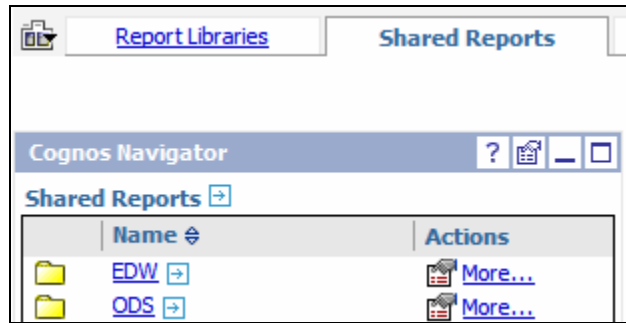 Report Libraries Shared Reports
Cognos Navigator ?
Shared Reports
Name Actions
EDW More...
ODS More...